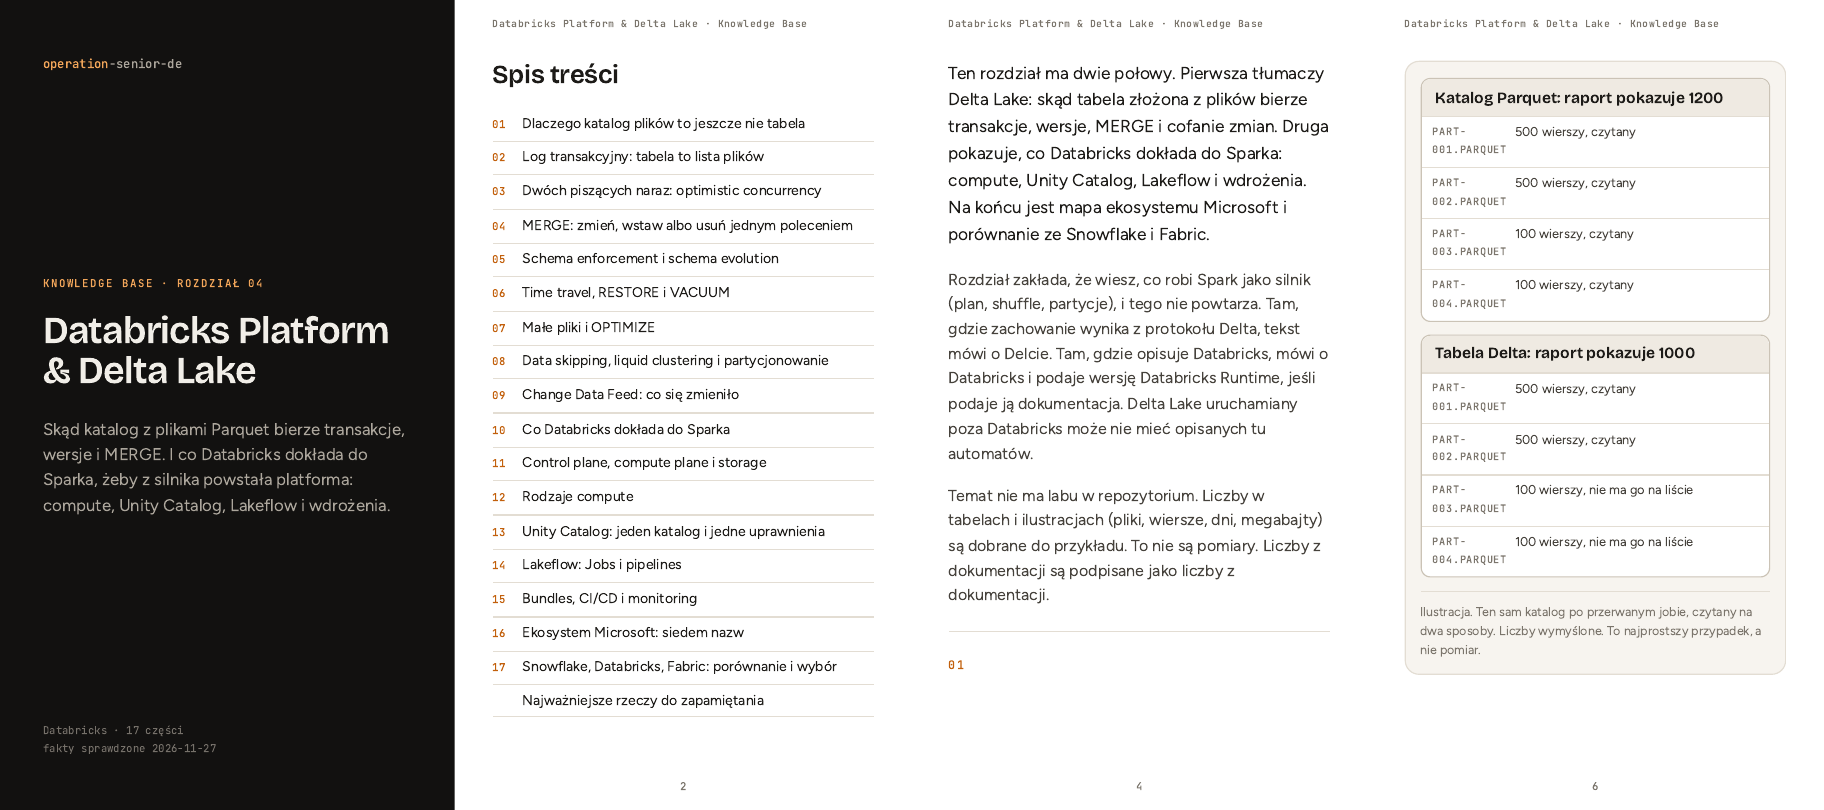 operation-senior-de
KNOWLEDGE BASE · ROZDZIAŁ 04
Databricks Platform
& Delta Lake
Skąd katalog z plikami Parquet bierze transakcje,
wersje i MERGE. I co Databricks dokłada do
Sparka, żeby z silnika powstała platforma:
compute, Unity Catalog, Lakeflow i wdrożenia.
Databricks · 17 części
fakty sprawdzone 2026-11-27
Databricks Platform & Delta Lake · Knowledge Base
Spis treści
01 Dlaczego katalog plików to jeszcze nie tabela
02 Log transakcyjny: tabela to lista plików
03 Dwóch piszących naraz: optimistic concurrency
04 MERGE: zmień, wstaw albo usuń jednym poleceniem
05 Schema enforcement i schema evolution
06 Time travel, RESTORE i VACUUM
07 Małe pliki i OPTIMIZE
08 Data skipping, liquid clustering i partycjonowanie
09 Change Data Feed: co się zmieniło
10 Co Databricks dokłada do Sparka
11 Control plane, compute plane i storage
12 Rodzaje compute
13 Unity Catalog: jeden katalog i jedne uprawnienia
14 Lakeflow: Jobs i pipelines
15 Bundles, CI/CD i monitoring
16 Ekosystem Microsoft: siedem nazw
17 Snowflake, Databricks, Fabric: porównanie i wybór
Najważniejsze rzeczy do zapamiętania
2
Databricks Platform & Delta Lake · Knowledge Base
Ten rozdział ma dwie połowy. Pierwsza tłumaczy
Delta Lake: skąd tabela złożona z plików bierze
transakcje, wersje, MERGE i cofanie zmian. Druga
pokazuje, co Databricks dokłada do Sparka:
compute, Unity Catalog, Lakeflow i wdrożenia.
Na końcu jest mapa ekosystemu Microsoft i
porównanie ze Snowflake i Fabric.
Rozdział zakłada, że wiesz, co robi Spark jako silnik
(plan, shuffle, partycje), i tego nie powtarza. Tam,
gdzie zachowanie wynika z protokołu Delta, tekst
mówi o Delcie. Tam, gdzie opisuje Databricks, mówi o
Databricks i podaje wersję Databricks Runtime, jeśli
podaje ją dokumentacja. Delta Lake uruchamiany
poza Databricks może nie mieć opisanych tu
automatów.
Temat nie ma labu w repozytorium. Liczby w
tabelach i ilustracjach (pliki, wiersze, dni, megabajty)
są dobrane do przykładu. To nie są pomiary. Liczby z
dokumentacji są podpisane jako liczby z
dokumentacji.
01
4
Databricks Platform & Delta Lake · Knowledge Base
Katalog Parquet: raport pokazuje 1200
PART- 500 wierszy, czytany
001.PARQUET
PART- 500 wierszy, czytany
002.PARQUET
PART- 100 wierszy, czytany
003.PARQUET
PART- 100 wierszy, czytany
004.PARQUET
Tabela Delta: raport pokazuje 1000
PART- 500 wierszy, czytany
001.PARQUET
PART- 500 wierszy, czytany
002.PARQUET
PART- 100 wierszy, nie ma go na liście
003.PARQUET
PART- 100 wierszy, nie ma go na liście
004.PARQUET
Ilustracja. Ten sam katalog po przerwanym jobie, czytany na
dwa sposoby. Liczby wymyślone. To najprostszy przypadek, a
nie pomiar.
6